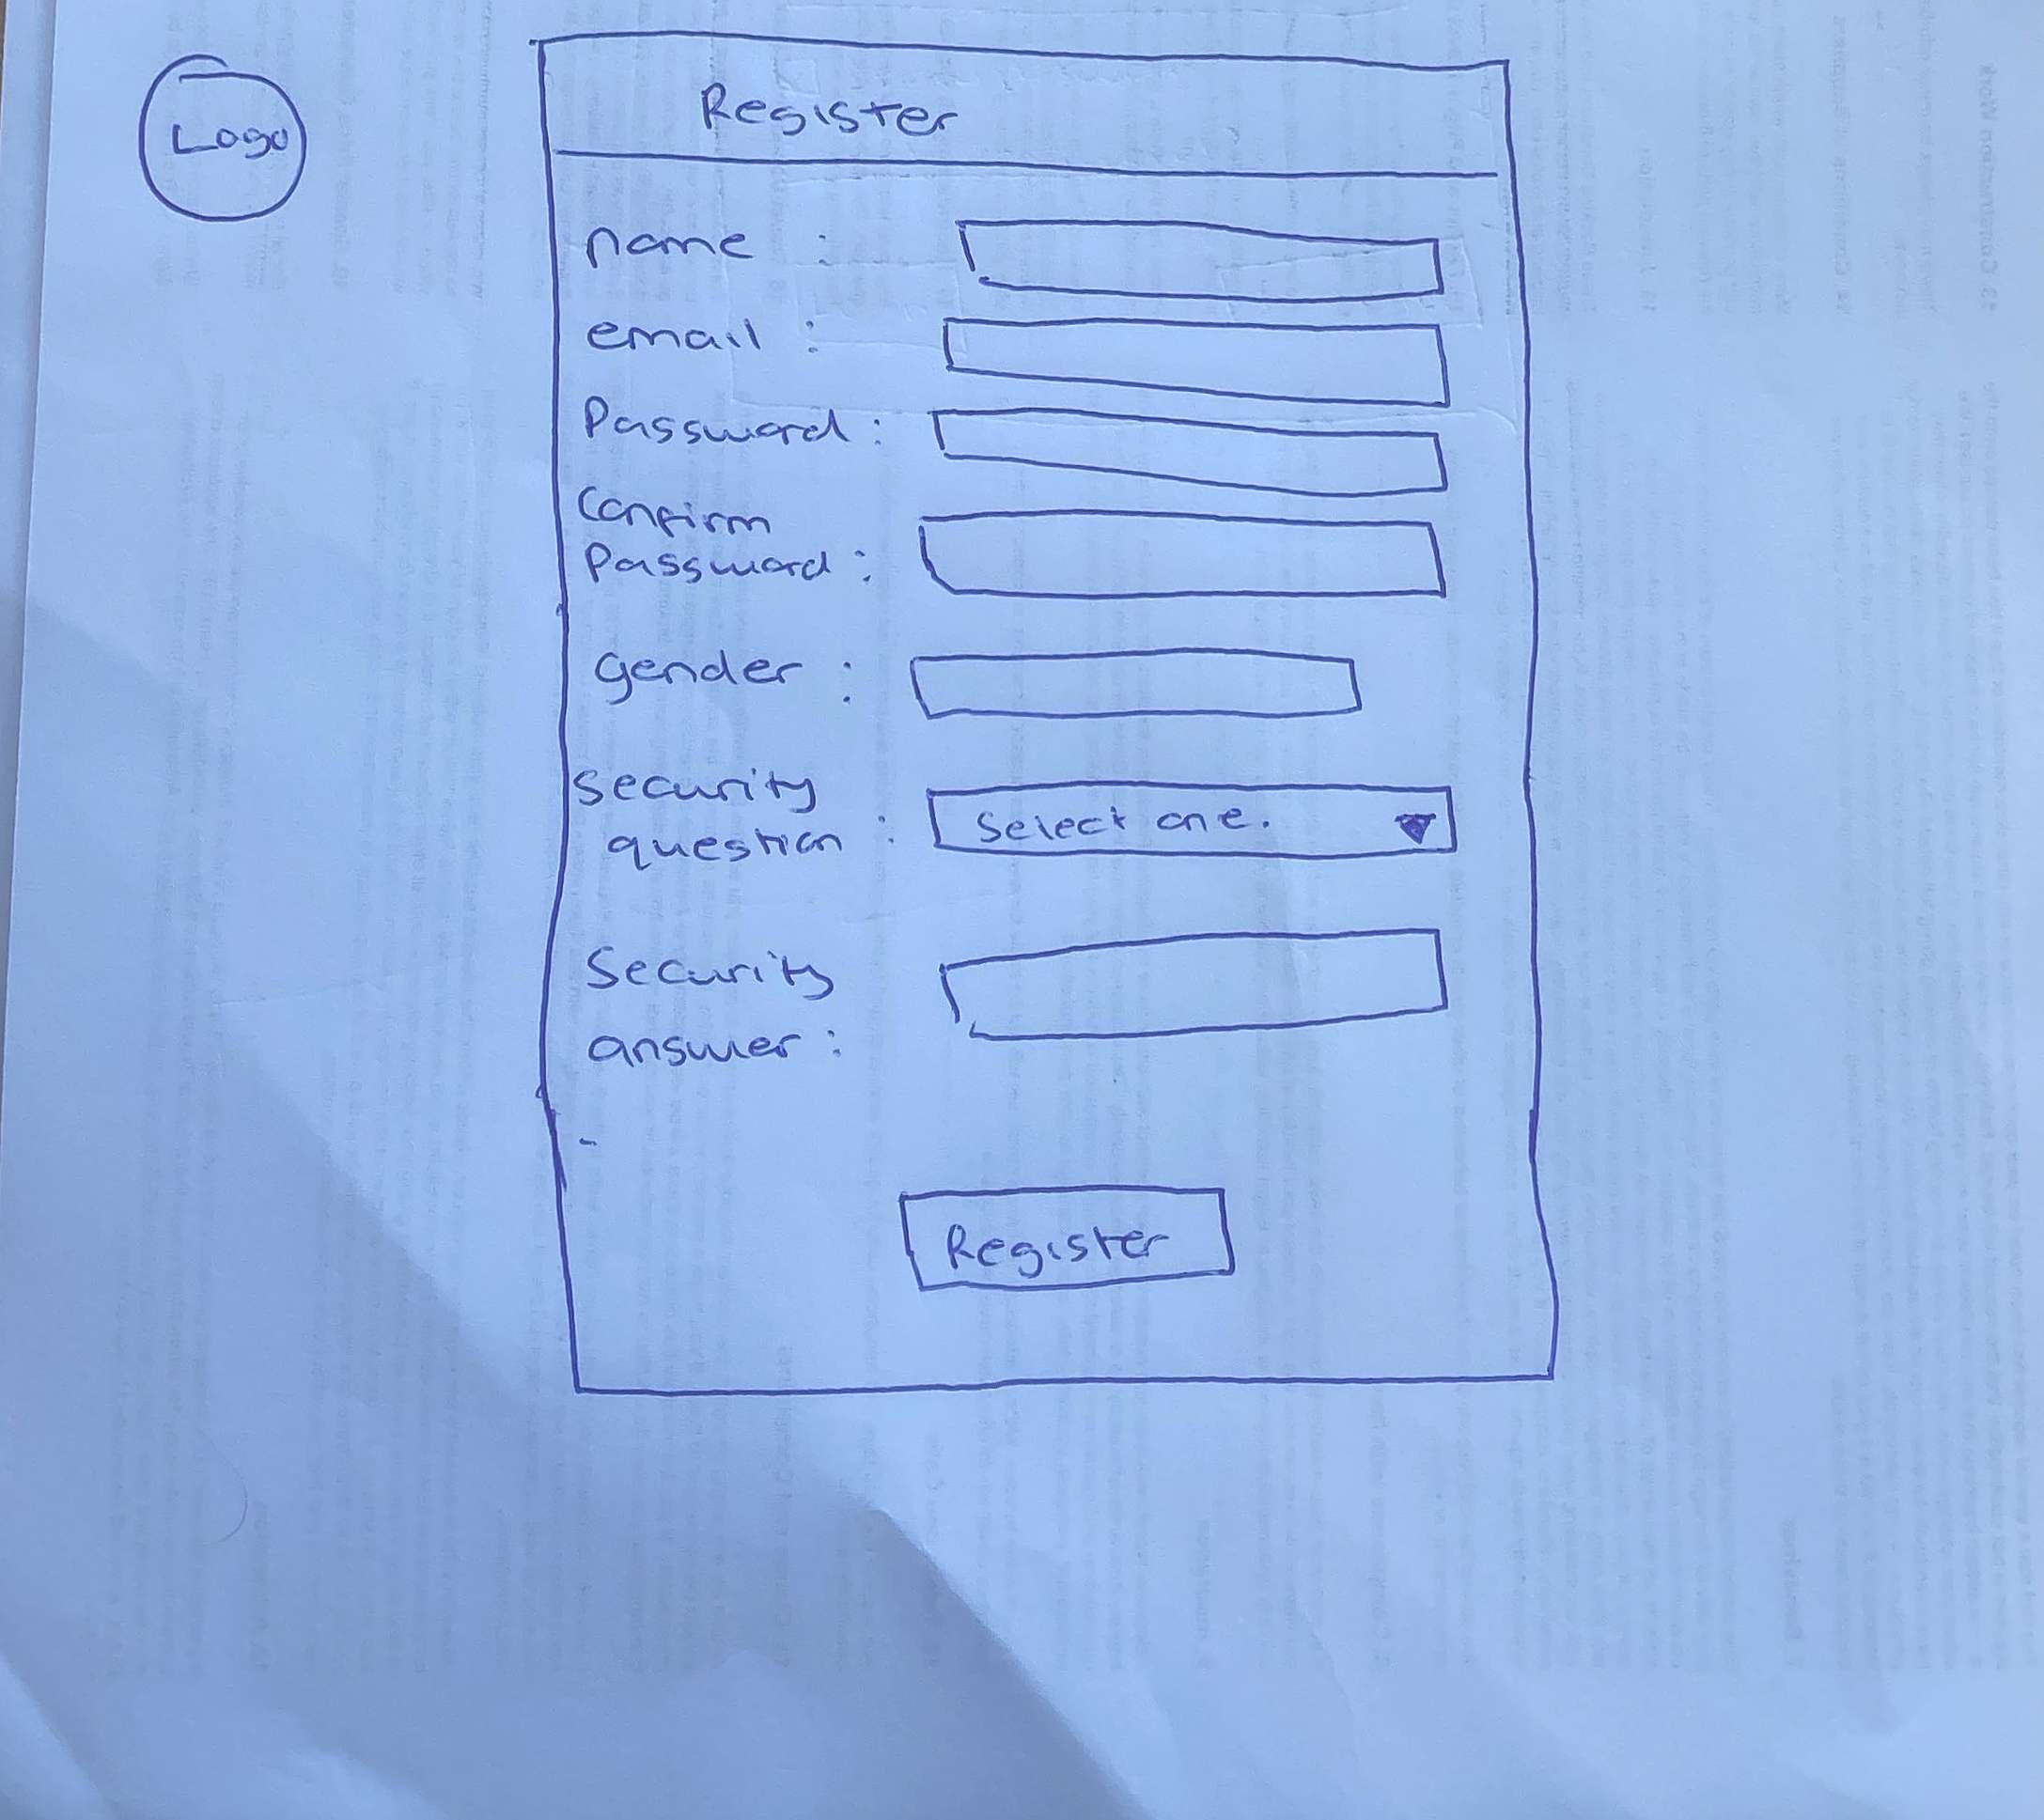 Logo
Register
name :
email :
Password :
Confirm
Password :
gender :
Security
question :
Select one.
Security
answer :
-
Register